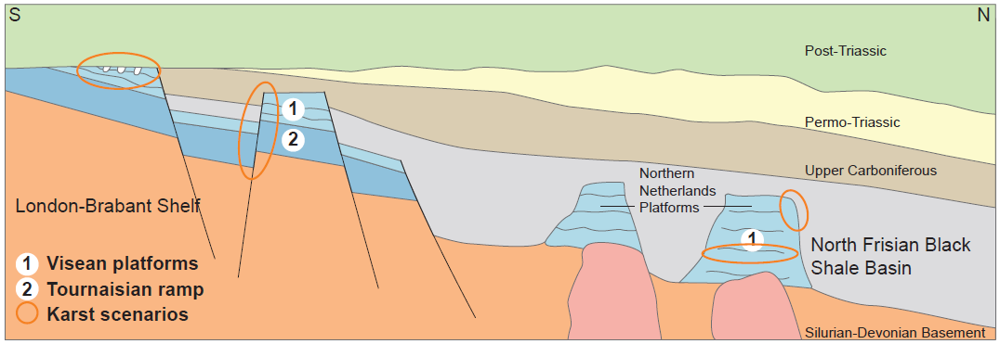 S
N
Post-Triassic
Permo-Triassic
Upper Carboniferous
1
2
Northern
Netherlands
Platforms
1
London-Brabant Shelf
North Frisian Black
Shale Basin
1 Visean platforms
2 Tournaisian ramp
Karst scenarios
Silurian-Devonian Basement